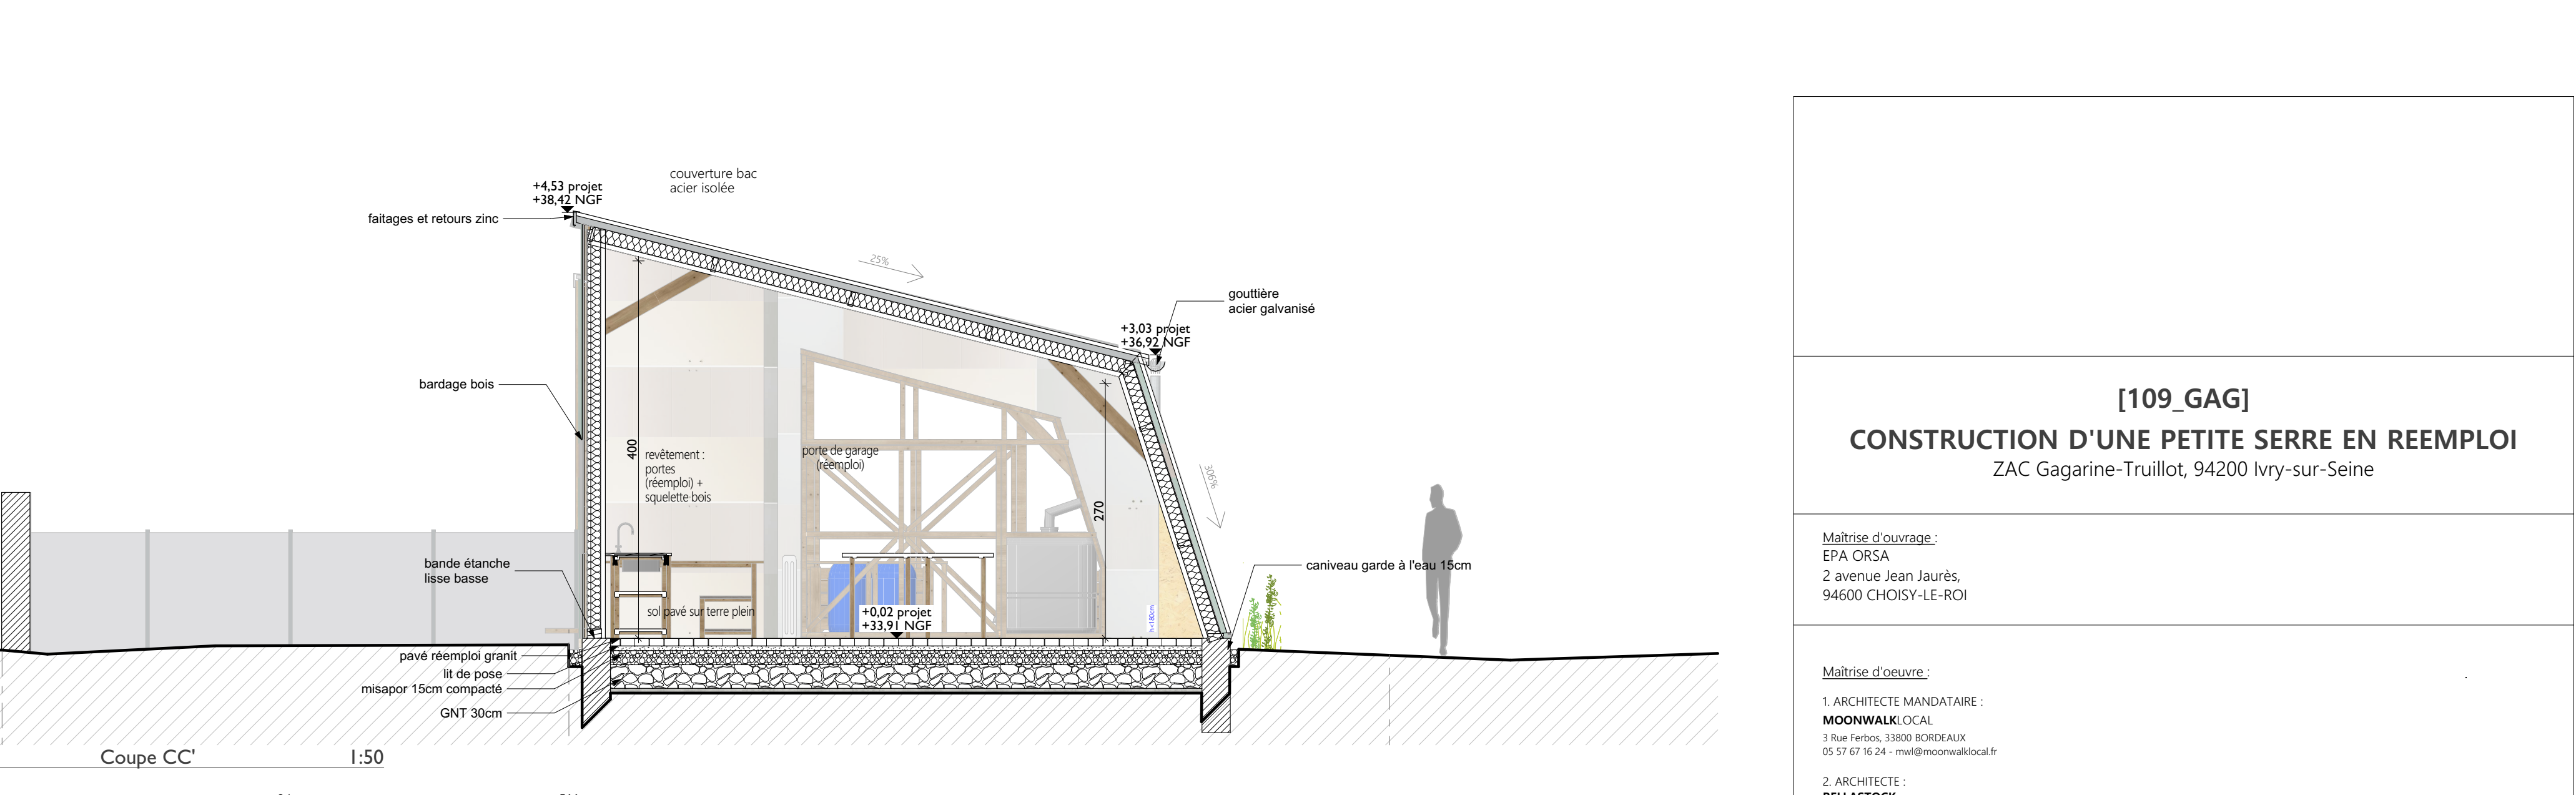 couverture bac
acier isolée
+4,53 projet
+38,42 NGF
faitages et retours zinc
25%
gouttière
acier galvanisé
+3,03 projet
+36,92 NGF
bardage bois
400
revêtement :
portes
(réemploi) +
squelette bois
porte de garage
(réemploi)
306%
270
bande étanche
lisse basse
caniveau garde à l'eau 15cm
sol pavé sur terre plein
+0,02 projet
+33,91 NGF
h<180cm
pavé réemploi granit
lit de pose
misapor 15cm compacté
GNT 30cm
Coupe CC' 1:50
[109_GAG]
CONSTRUCTION D'UNE PETITE SERRE EN REEMPLOI
ZAC Gagarine-Truillot, 94200 Ivry-sur-Seine
Maîtrise d'ouvrage :
EPA ORSA
2 avenue Jean Jaurès,
94600 CHOISY-LE-ROI
Maîtrise d'oeuvre :
1. ARCHITECTE MANDATAIRE :
MOONWALKLOCAL
3 Rue Ferbos, 33800 BORDEAUX
05 57 67 16 24 - mwl@moonwalklocal.fr
2. ARCHITECTE :
BELLASTOCK